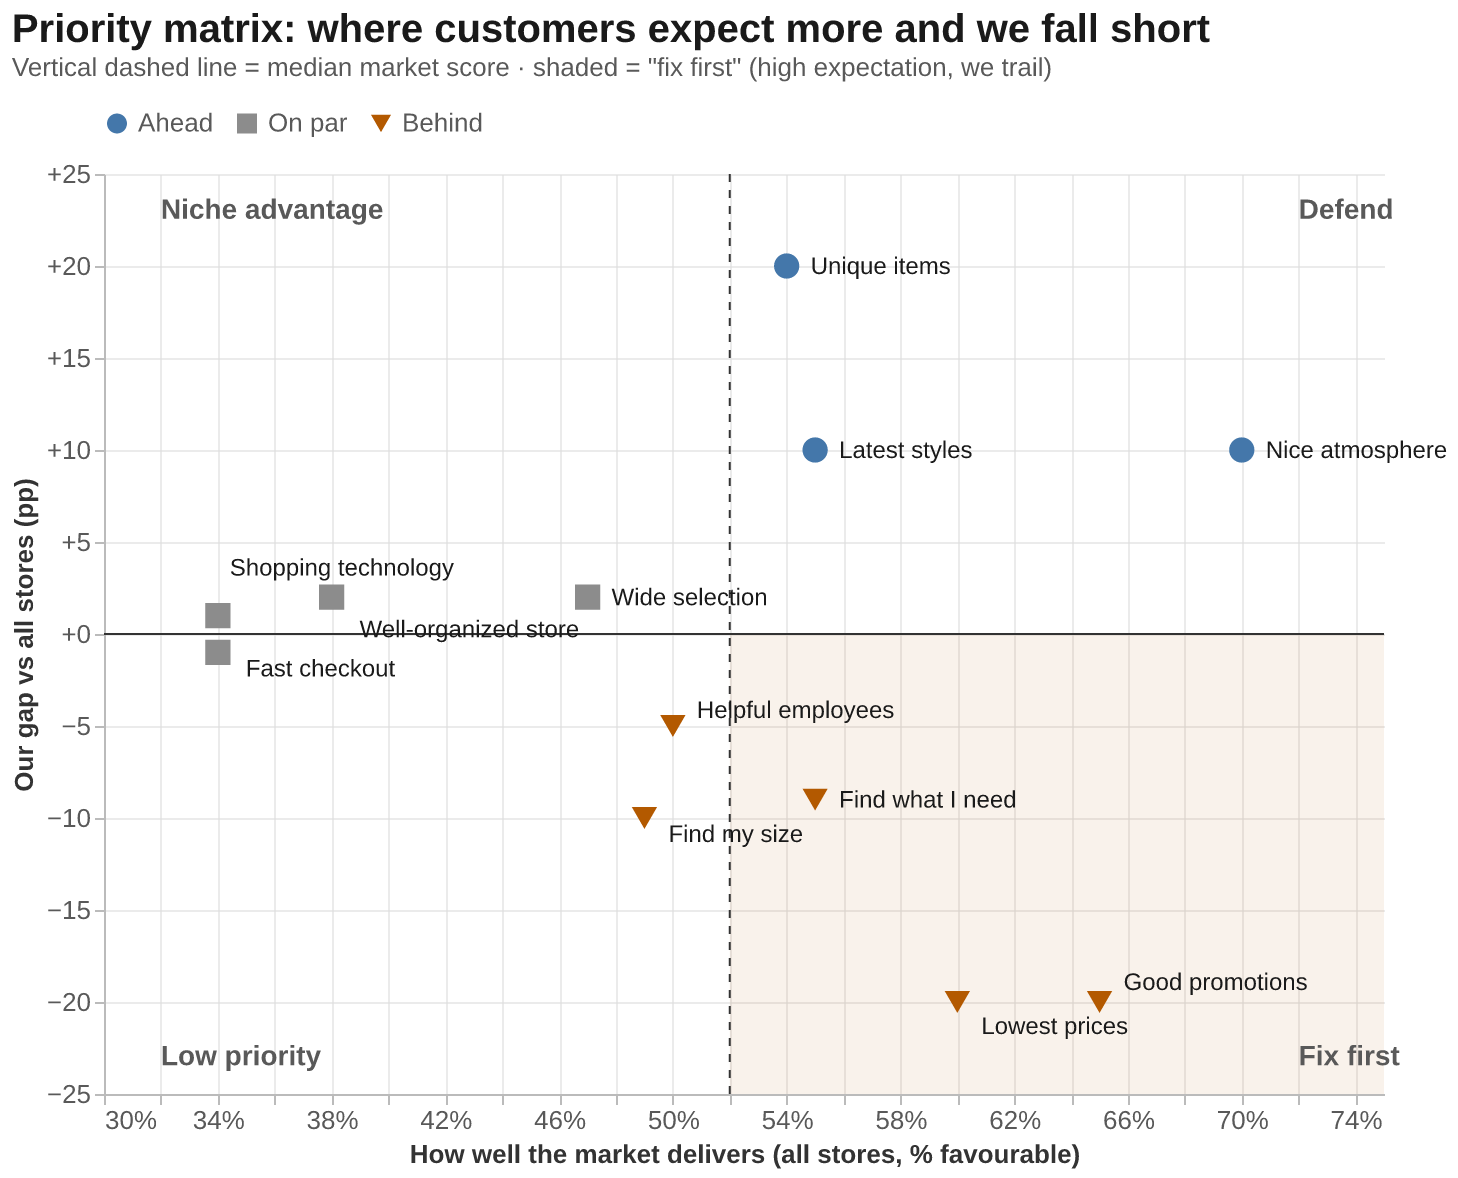 Priority matrix: where customers expect more and we fall short
Vertical dashed line = median market score · shaded = "fix first" (high expectation, we trail)
Ahead
On par
Behind
+25
+20
+15
+10
+5
+0
−5
−10
−15
−20
−25
Our gap vs all stores (pp)
Niche advantage
Defend
Unique items
Latest styles
Nice atmosphere
Shopping technology
Wide selection
Well-organized store
Fast checkout
Helpful employees
Find what I need
Find my size
Good promotions
Lowest prices
Low priority
Fix first
30%
34%
38%
42%
46%
50%
54%
58%
62%
66%
70%
74%
How well the market delivers (all stores, % favourable)